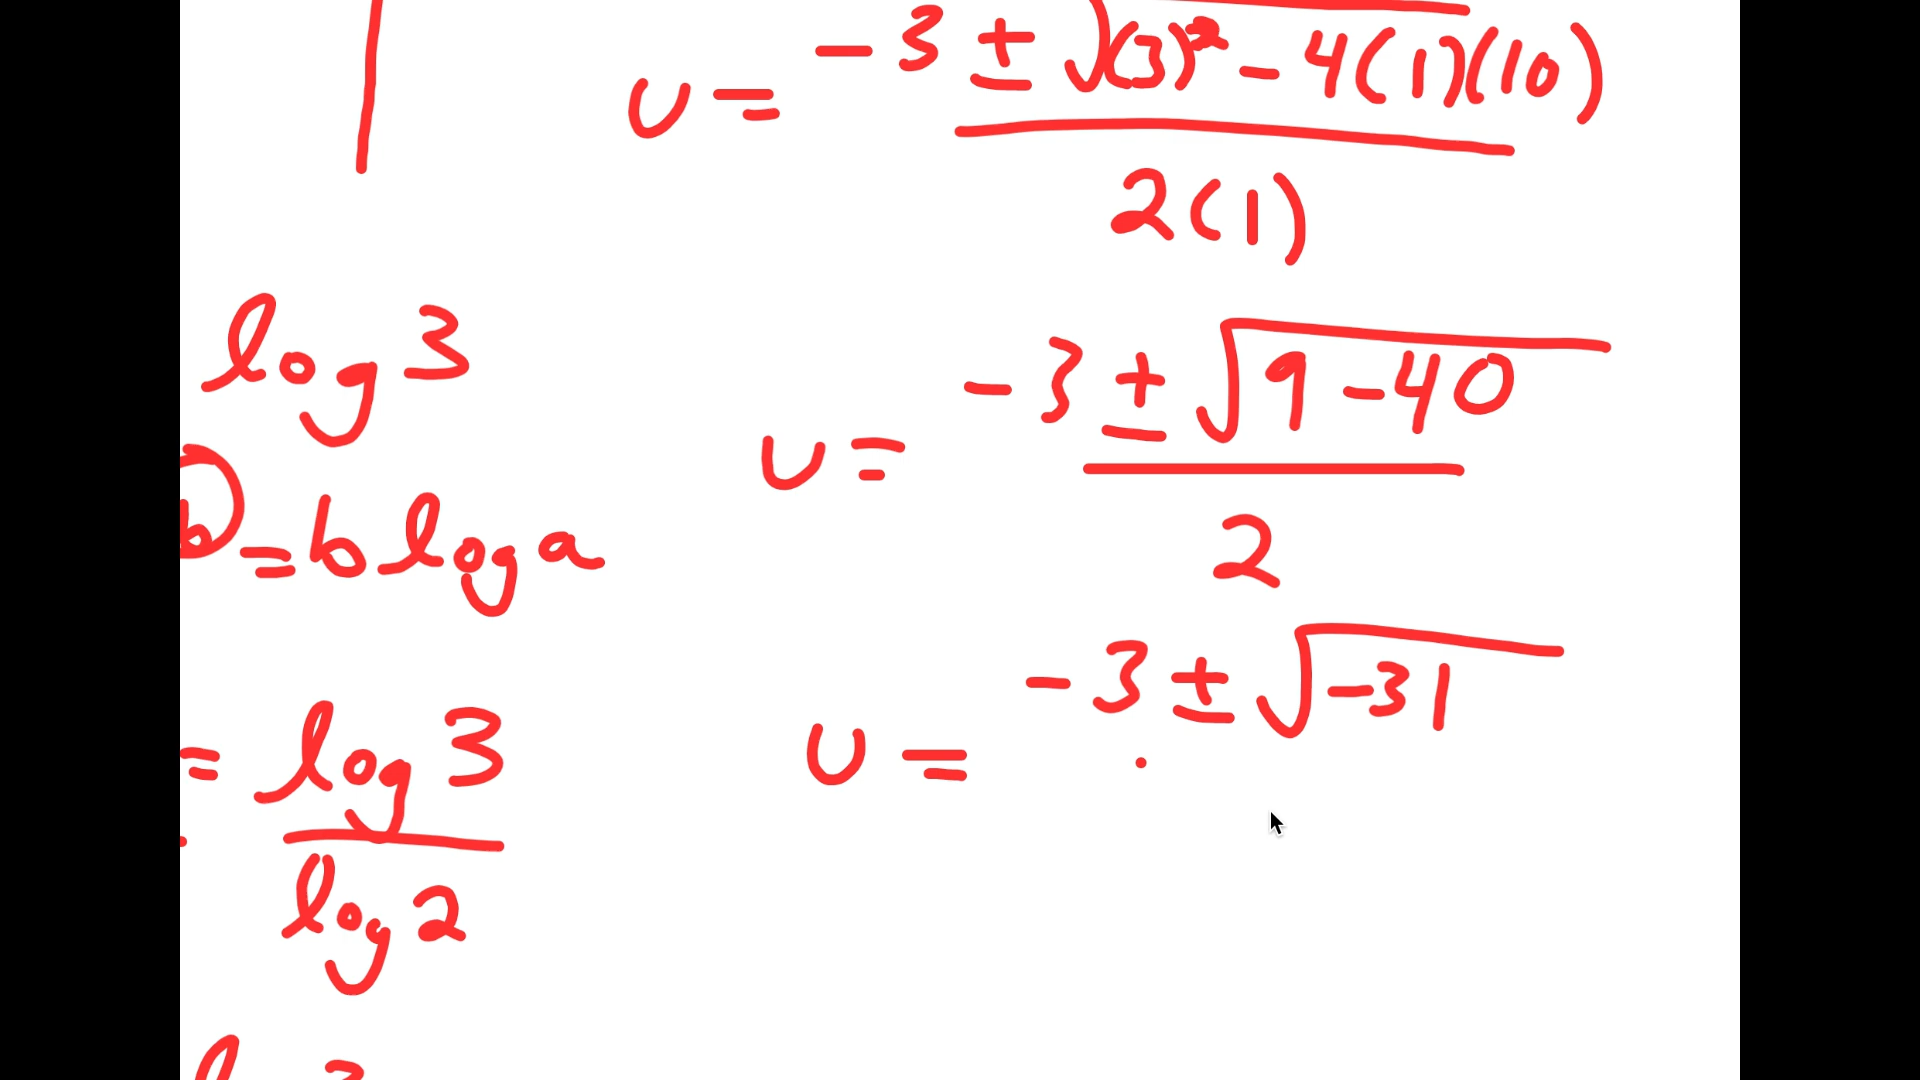 u = -3 ± √(3)² - 4(1)(10)
2(1)
log 3
u = -3 ± √9 - 40
2
b = b log a
u = -3 ± √-31
= log 3
log 2